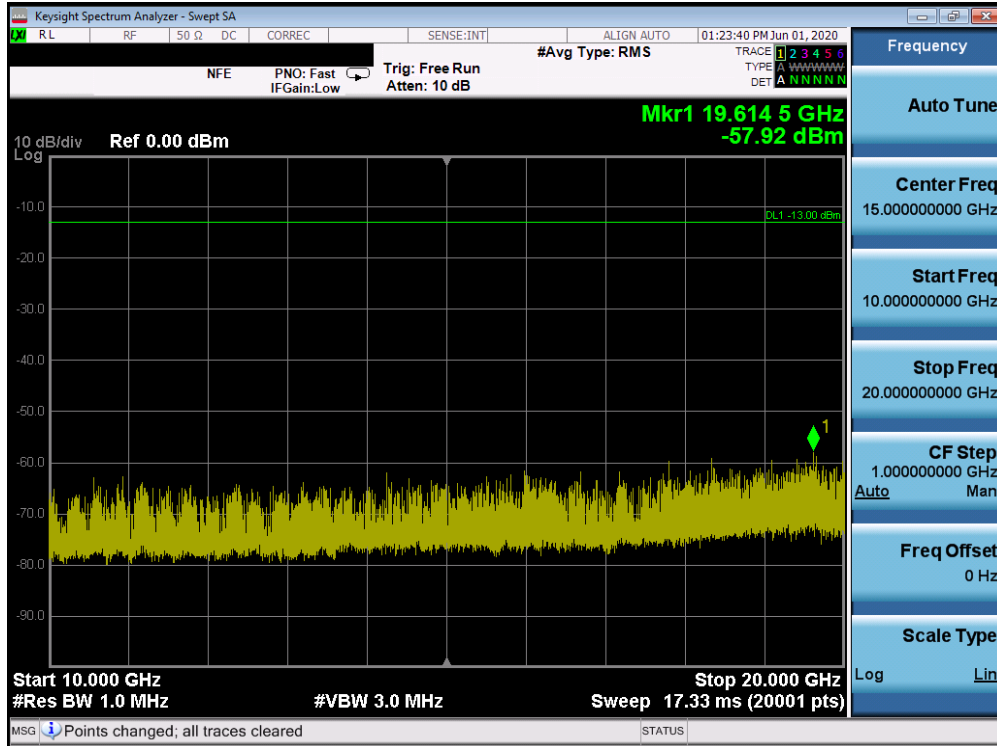 Keysight Spectrum Analyzer - Swept SA
LXI RL RF 50 Ω DC CORREC SENSE:INT ALIGN AUTO 01:23:40 PM Jun 01, 2020
Frequency
#Avg Type: RMS
TRACE 1 2 3 4 5 6
TYPE A WWWWW
DET A N N N N N
NFE PNO: Fast Trig: Free Run
IFGain:Low Atten: 10 dB
Auto Tune
Mkr1 19.614 5 GHz
-57.92 dBm
10 dB/div Ref 0.00 dBm
Log
Center Freq
15.000000000 GHz
-10.0
DL1 -13.00 dBm
-20.0
Start Freq
10.000000000 GHz
-30.0
-40.0
Stop Freq
20.000000000 GHz
-50.0
1
-60.0
CF Step
1.000000000 GHz
Auto Man
-70.0
-80.0
Freq Offset
0 Hz
-90.0
Scale Type
Log Lin
Start 10.000 GHz Stop 20.000 GHz
#Res BW 1.0 MHz #VBW 3.0 MHz Sweep 17.33 ms (20001 pts)
MSG Points changed; all traces cleared STATUS